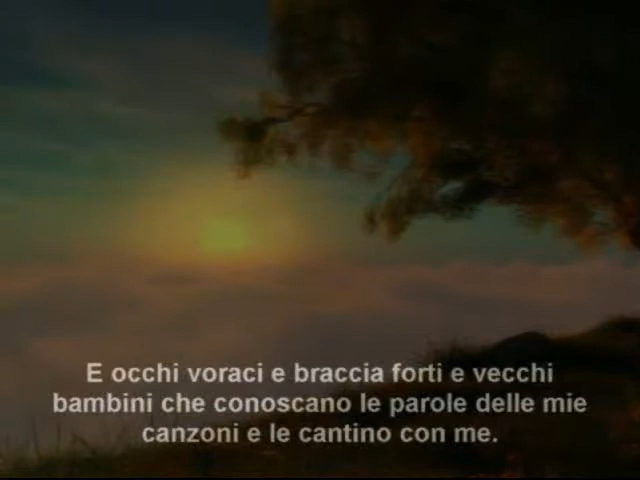 E occhi voraci e braccia forti e vecchi
bambini che conoscano le parole delle mie
canzoni e le cantino con me.